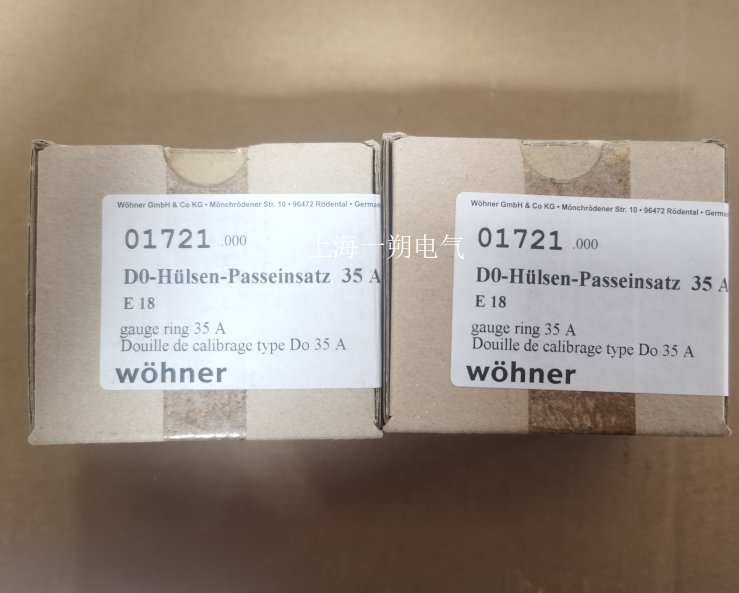 Wöhner GmbH & Co KG • Mönchrödener Str. 10 • 96472 Rödental • German
01721 .000
D0-Hülsen-Passeinsatz 35 A
E 18
gauge ring 35 A
Douille de calibrage type Do 35 A
wöhner
Wöhner GmbH & Co KG • Mönchrödener Str. 10 • 96472 Rödental • Germa
01721 .000
D0-Hülsen-Passeinsatz 35 A
E 18
gauge ring 35 A
Douille de calibrage type Do 35 A
wöhner
上海一朔电气